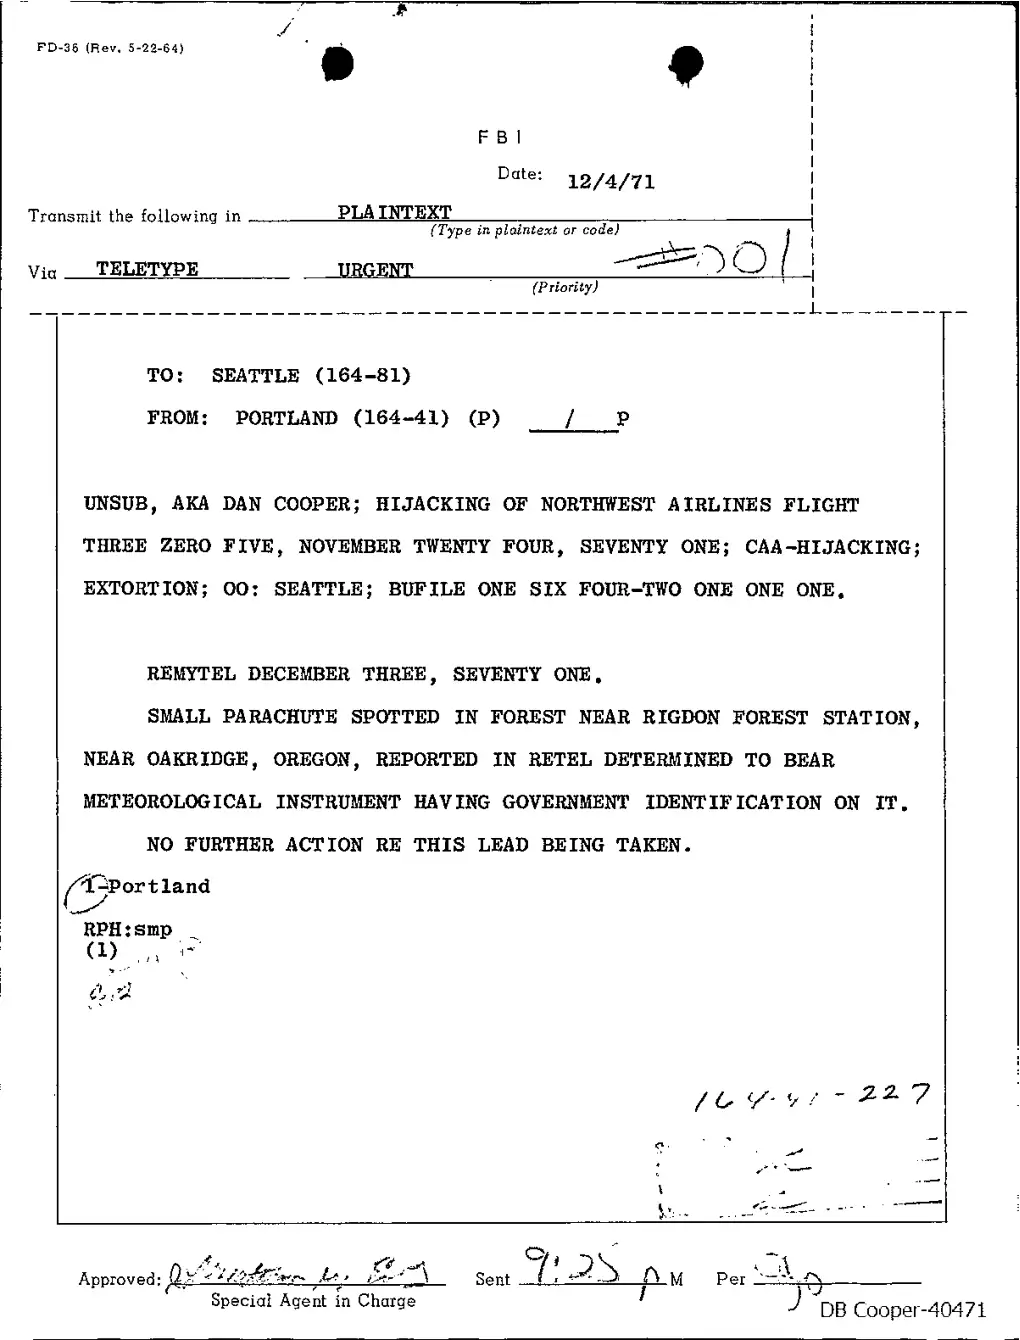 FD-36 (Rev. 5-22-64)
F B I
Date: 12/4/71
Transmit the following in PLAINTEXT
(Type in plaintext or code)
#001
Via TELETYPE URGENT
(Priority)
TO: SEATTLE (164-81)
FROM: PORTLAND (164-41) (P) / P
UNSUB, AKA DAN COOPER; HIJACKING OF NORTHWEST AIRLINES FLIGHT
THREE ZERO FIVE, NOVEMBER TWENTY FOUR, SEVENTY ONE; CAA-HIJACKING;
EXTORTION; OO: SEATTLE; BUFILE ONE SIX FOUR-TWO ONE ONE ONE.
REMYTEL DECEMBER THREE, SEVENTY ONE.
SMALL PARACHUTE SPOTTED IN FOREST NEAR RIGDON FOREST STATION,
NEAR OAKRIDGE, OREGON, REPORTED IN RETEL DETERMINED TO BEAR
METEOROLOGICAL INSTRUMENT HAVING GOVERNMENT IDENTIFICATION ON IT.
NO FURTHER ACTION RE THIS LEAD BEING TAKEN.
1-Portland
RPH:smp
(1)
164-41-227
Approved: Sent 9:25 P M Per
Special Agent in Charge
DB Cooper-40471